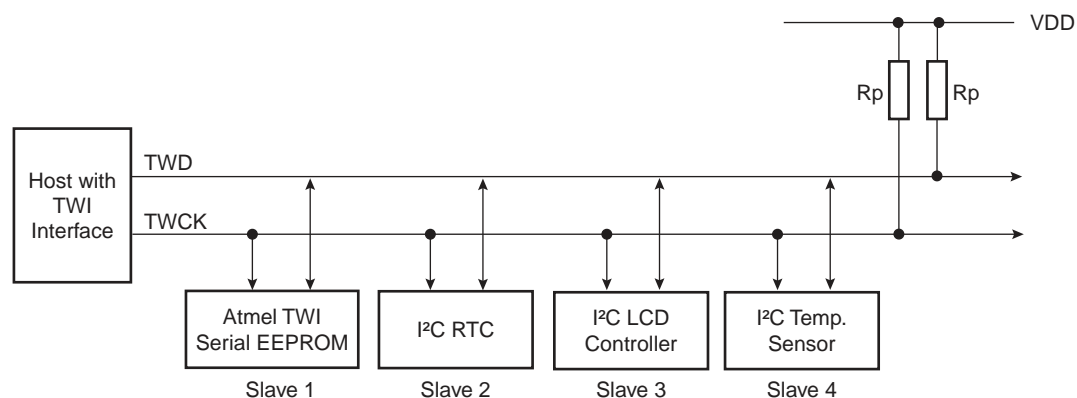 VDD
Rp
Rp
Host with
TWI
Interface
TWD
TWCK
Atmel TWI
Serial EEPROM
I²C RTC
I²C LCD
Controller
I²C Temp.
Sensor
Slave 1
Slave 2
Slave 3
Slave 4